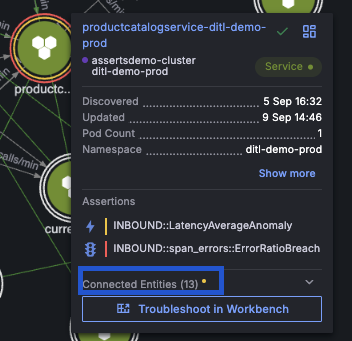 productcatalogservice-ditl-demo-
prod
assertsdemo-cluster
ditl-demo-prod
Service
Discovered 5 Sep 16:32
Updated 9 Sep 14:46
Pod Count 1
Namespace ditl-demo-prod
Show more
Assertions
INBOUND::LatencyAverageAnomaly
INBOUND::span_errors::ErrorRatioBreach
Connected Entities (13)
Troubleshoot in Workbench
productc...
calls/min
curre